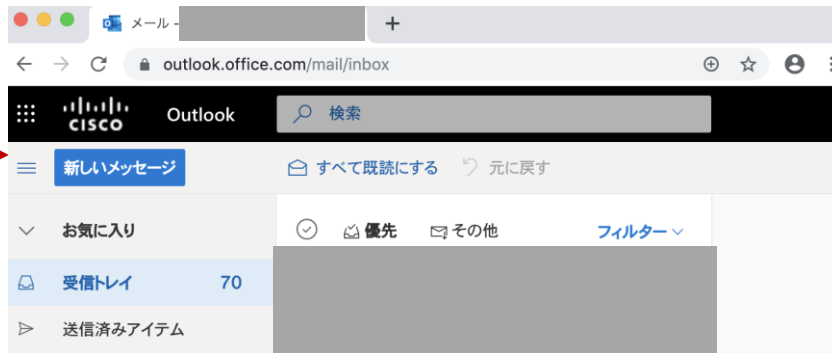 メール -
outlook.office.com/mail/inbox
CISCO Outlook 検索
新しいメッセージ すべて既読にする 元に戻す
お気に入り 優先 その他 フィルター
受信トレイ 70
送信済みアイテム